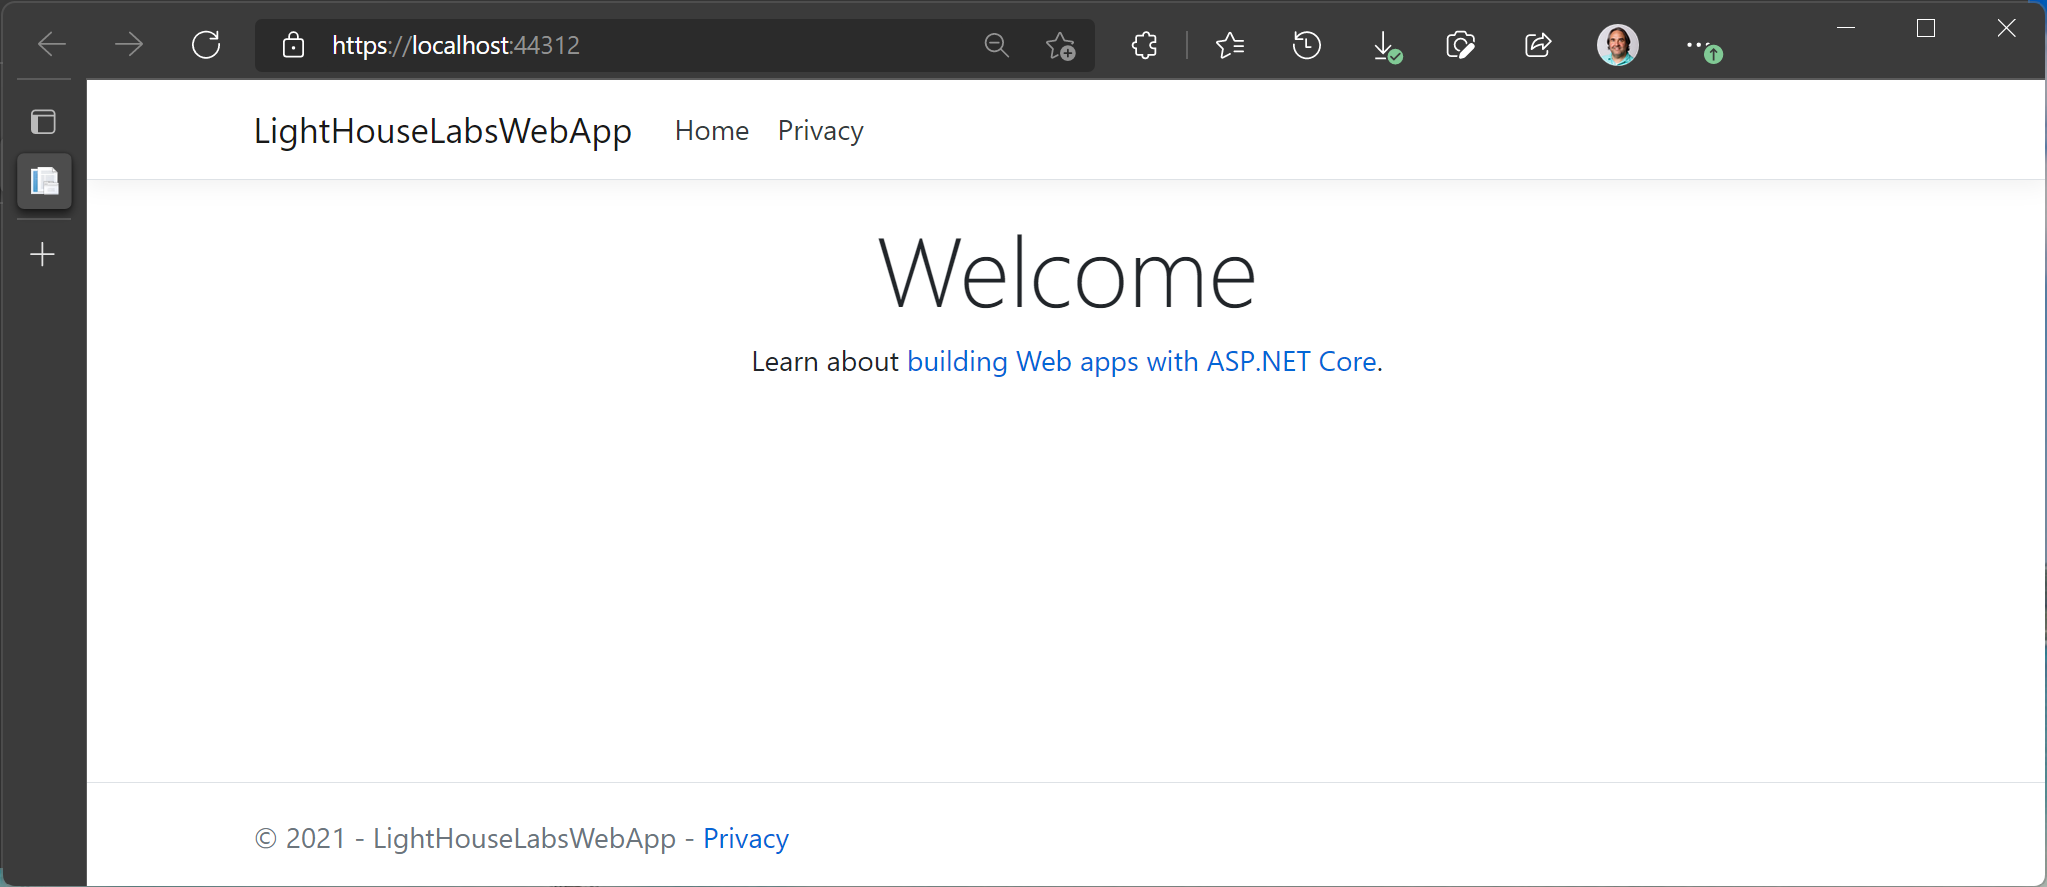 https://localhost:44312
LightHouseLabsWebApp Home Privacy
Welcome
Learn about building Web apps with ASP.NET Core.
© 2021 - LightHouseLabsWebApp - Privacy